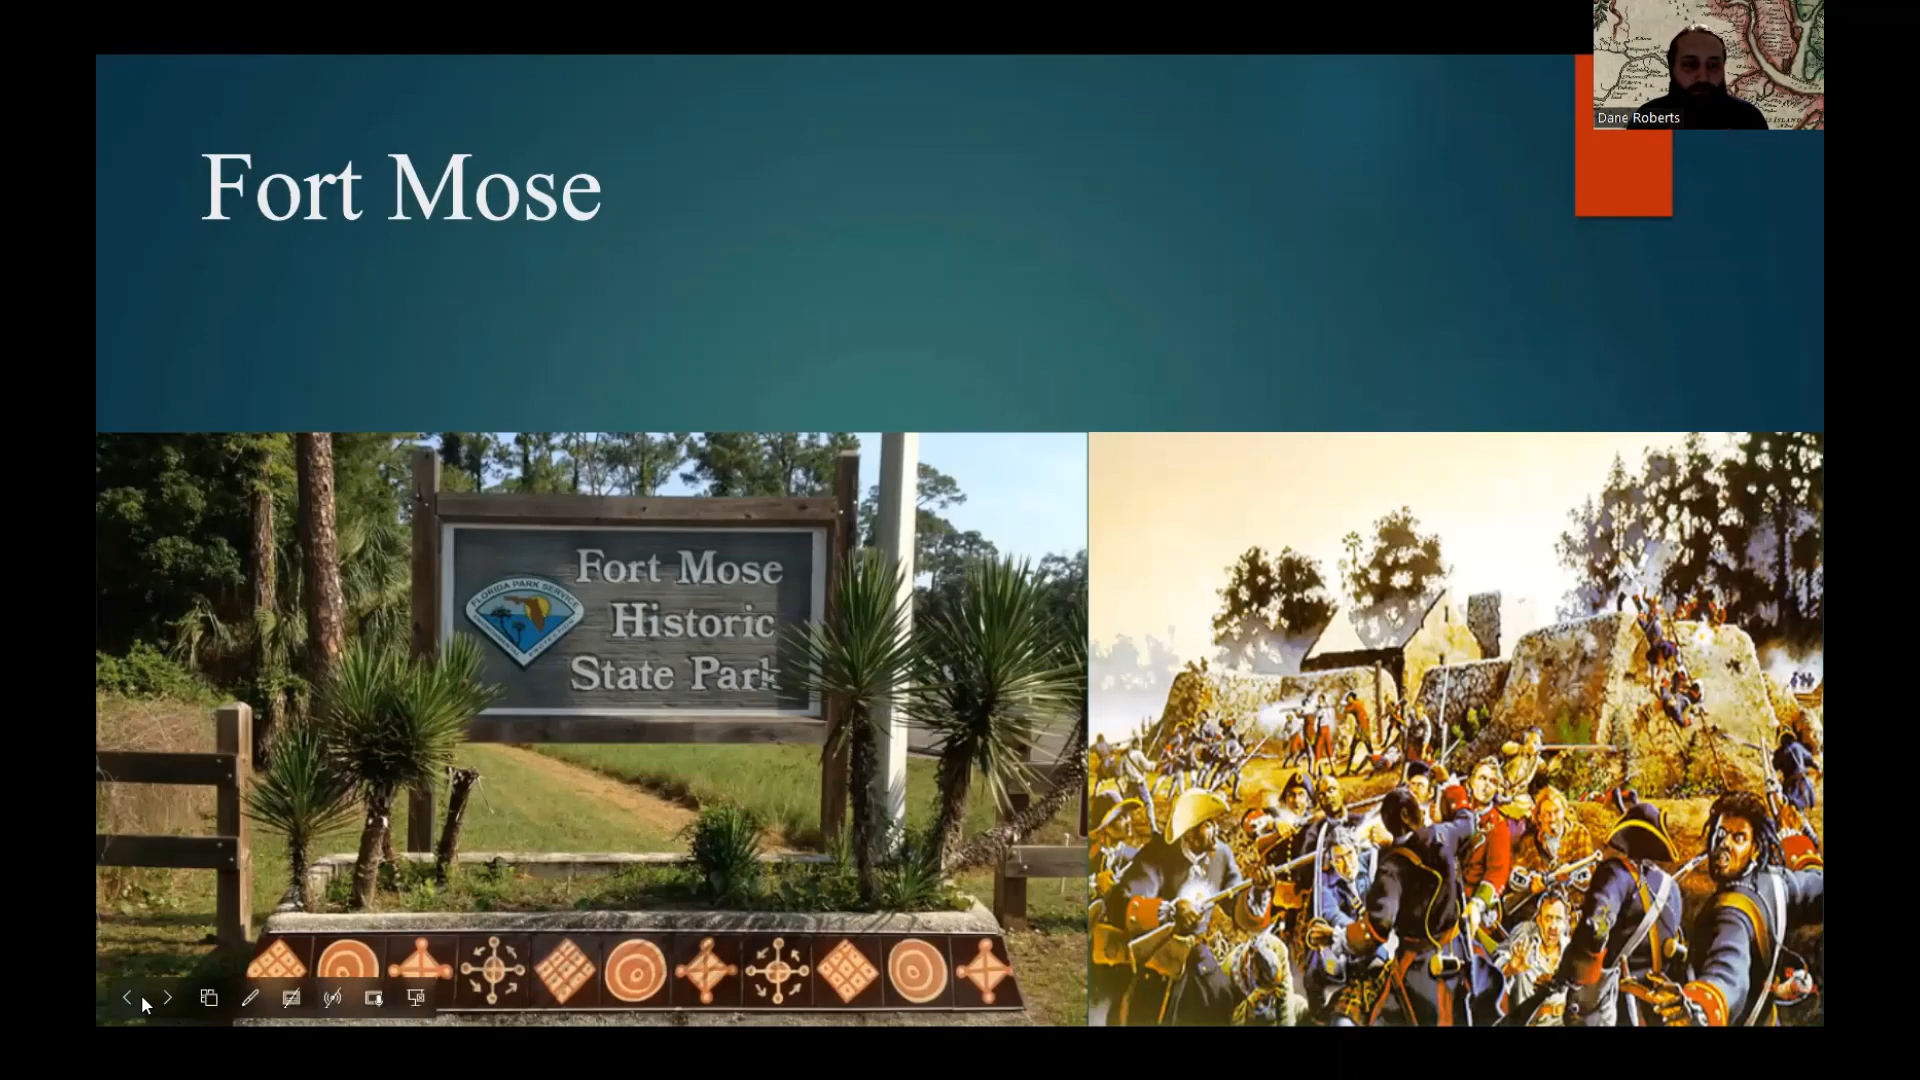 Dane Roberts
Fort Mose
Fort Mose
Historic
State Park
FLORIDA PARK SERVICE